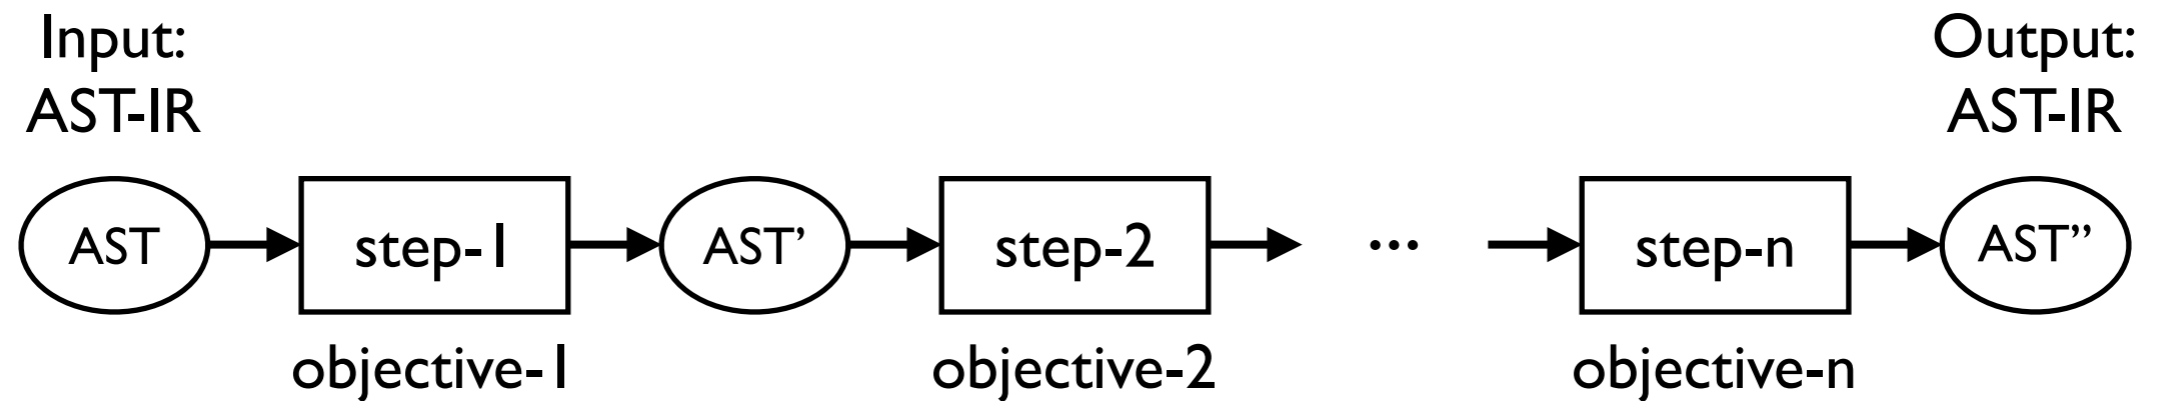 Input:
AST-IR
Output:
AST-IR
AST
step-1
AST’
step-2
...
step-n
AST’’
objective-1
objective-2
objective-n